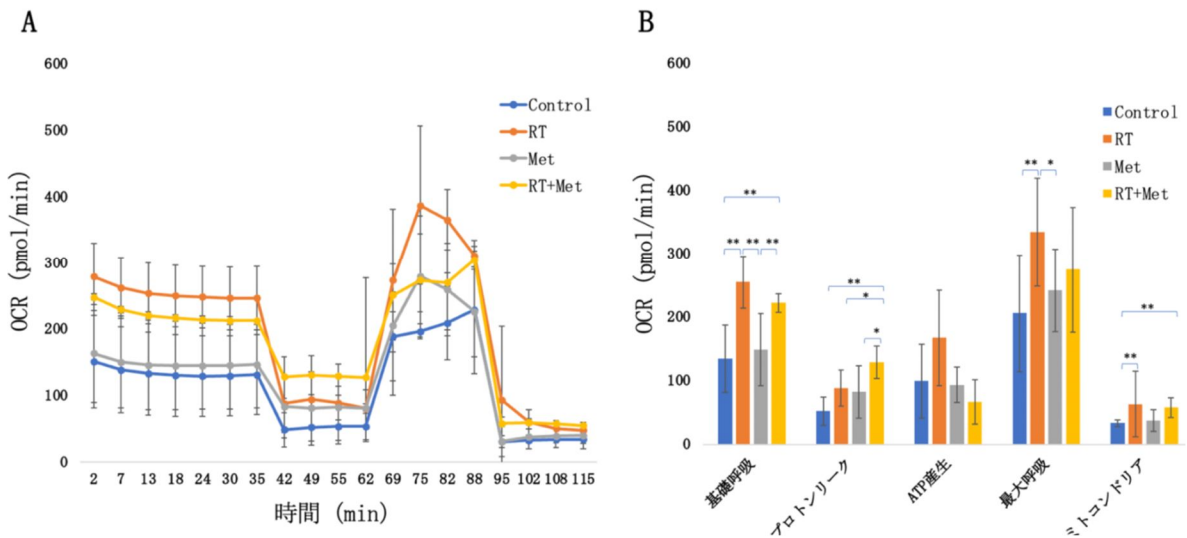 A
600
500
400
300
200
100
0
OCR (pmol/min)
Control
RT
Met
RT+Met
2 7 13 18 24 30 35 42 49 55 62 69 75 82 88 95 102 108 115
時間 (min)
B
600
500
400
300
200
100
0
OCR (pmol/min)
Control
RT
Met
RT+Met
**
** ** **
**
*
*
** *
**
**
基礎呼吸
プロトンリーク
ATP産生
最大呼吸
ミトコンドリア